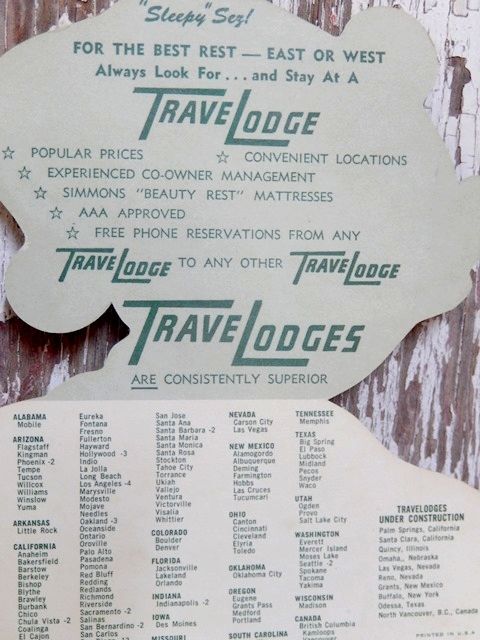 "Sleepy" Sez!
FOR THE BEST REST — EAST OR WEST
Always Look For...and Stay At A
TRAVELODGE
☆ POPULAR PRICES ☆ CONVENIENT LOCATIONS
☆ EXPERIENCED CO-OWNER MANAGEMENT
☆ SIMMONS "BEAUTY REST" MATTRESSES
☆ AAA APPROVED
☆ FREE PHONE RESERVATIONS FROM ANY
TRAVELODGE TO ANY OTHER TRAVELODGE
TRAVELODGES
ARE CONSISTENTLY SUPERIOR
ALABAMA
Mobile
ARIZONA
Flagstaff
Kingman
Phoenix -2
Tempe
Tucson
Willcox
Williams
Winslow
Yuma
ARKANSAS
Little Rock
CALIFORNIA
Anaheim
Bakersfield
Barstow
Berkeley
Bishop
Blythe
Brawley
Burbank
Chico
Chula Vista -2
Coalinga
El Cajon
Eureka
Fontana
Fresno
Fullerton
Hayward
Hollywood -3
Indio
La Jolla
Long Beach
Los Angeles -4
Marysville
Modesto
Mojave
Needles
Oakland -3
Oceanside
Ontario
Oroville
Palo Alto
Pasadena
Pomona
Red Bluff
Redding
Redlands
Richmond
Riverside
Sacramento -2
Salinas
San Bernardino -2
San Carlos
San Jose
Santa Ana
Santa Barbara -2
Santa Maria
Santa Monica
Santa Rosa
Stockton
Tahoe City
Torrance
Ukiah
Vallejo
Ventura
Victorville
Visalia
Whittier
COLORADO
Boulder
Denver
FLORIDA
Jacksonville
Lakeland
Orlando
INDIANA
Indianapolis -2
IOWA
Des Moines
MISSOURI
NEVADA
Carson City
Las Vegas
NEW MEXICO
Alamogordo
Albuquerque
Deming
Farmington
Hobbs
Las Cruces
Tucumcari
OHIO
Canton
Cincinnati
Cleveland
Elyria
Toledo
OKLAHOMA
Oklahoma City
OREGON
Eugene
Grants Pass
Medford
Portland
SOUTH CAROLINA
TENNESSEE
Memphis
TEXAS
Big Spring
El Paso
Lubbock
Midland
Pecos
Snyder
Waco
UTAH
Ogden
Provo
Salt Lake City
WASHINGTON
Everett
Mercer Island
Moses Lake
Seattle -2
Spokane
Tacoma
Yakima
WISCONSIN
Madison
CANADA
British Columbia
Kamloops
Vancouver
TRAVELODGES
UNDER CONSTRUCTION
Palm Springs, California
Santa Clara, California
Quincy, Illinois
Omaha, Nebraska
Las Vegas, Nevada
Reno, Nevada
Grants, New Mexico
Buffalo, New York
Odessa, Texas
North Vancouver, B.C., Canada
PRINTED IN U.S.A.